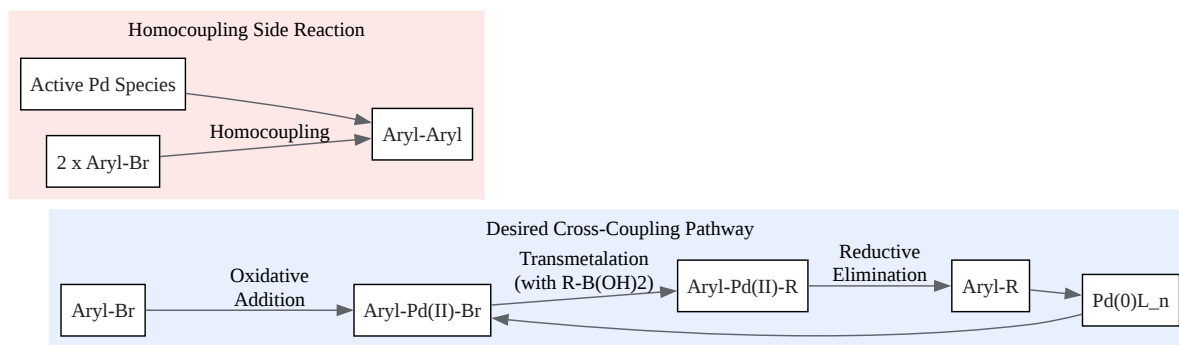 Homocoupling Side Reaction
Active Pd Species
Homocoupling
Aryl-Aryl
2 x Aryl-Br
Desired Cross-Coupling Pathway
Oxidative
Addition
Transmetalation
(with R-B(OH)2)
Reductive
Elimination
Aryl-Br
Aryl-Pd(II)-Br
Aryl-Pd(II)-R
Aryl-R
Pd(0)L_n